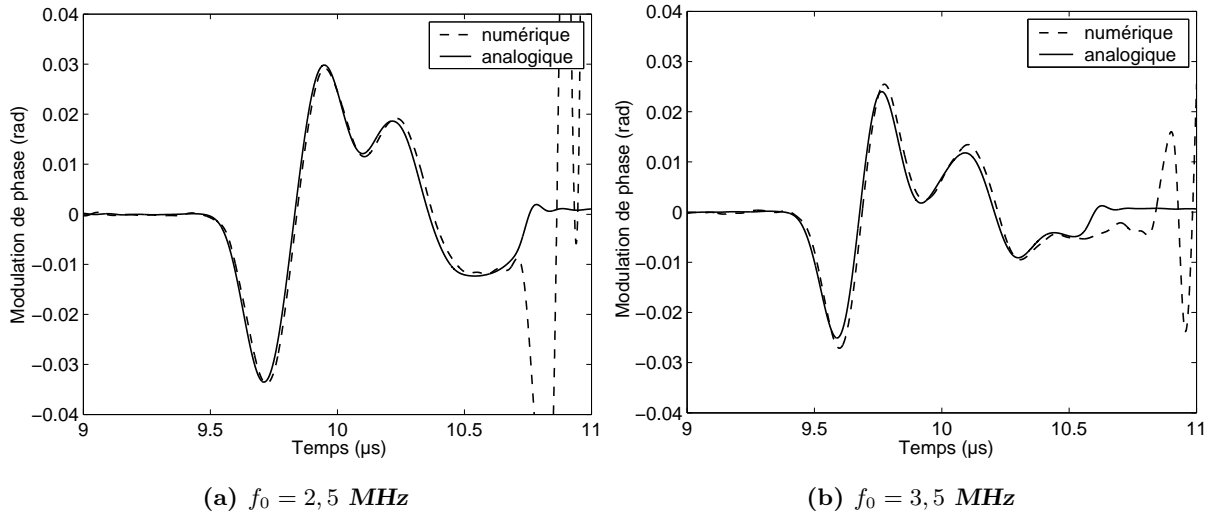 0.04
0.03
0.02
0.01
0
−0.01
−0.02
−0.03
−0.04
9
9.5
10
10.5
11
Modulation de phase (rad)
Temps (µs)
numérique
analogique
(a) f₀ = 2, 5 MHz
0.04
0.03
0.02
0.01
0
−0.01
−0.02
−0.03
−0.04
9
9.5
10
10.5
11
Modulation de phase (rad)
Temps (µs)
numérique
analogique
(b) f₀ = 3, 5 MHz